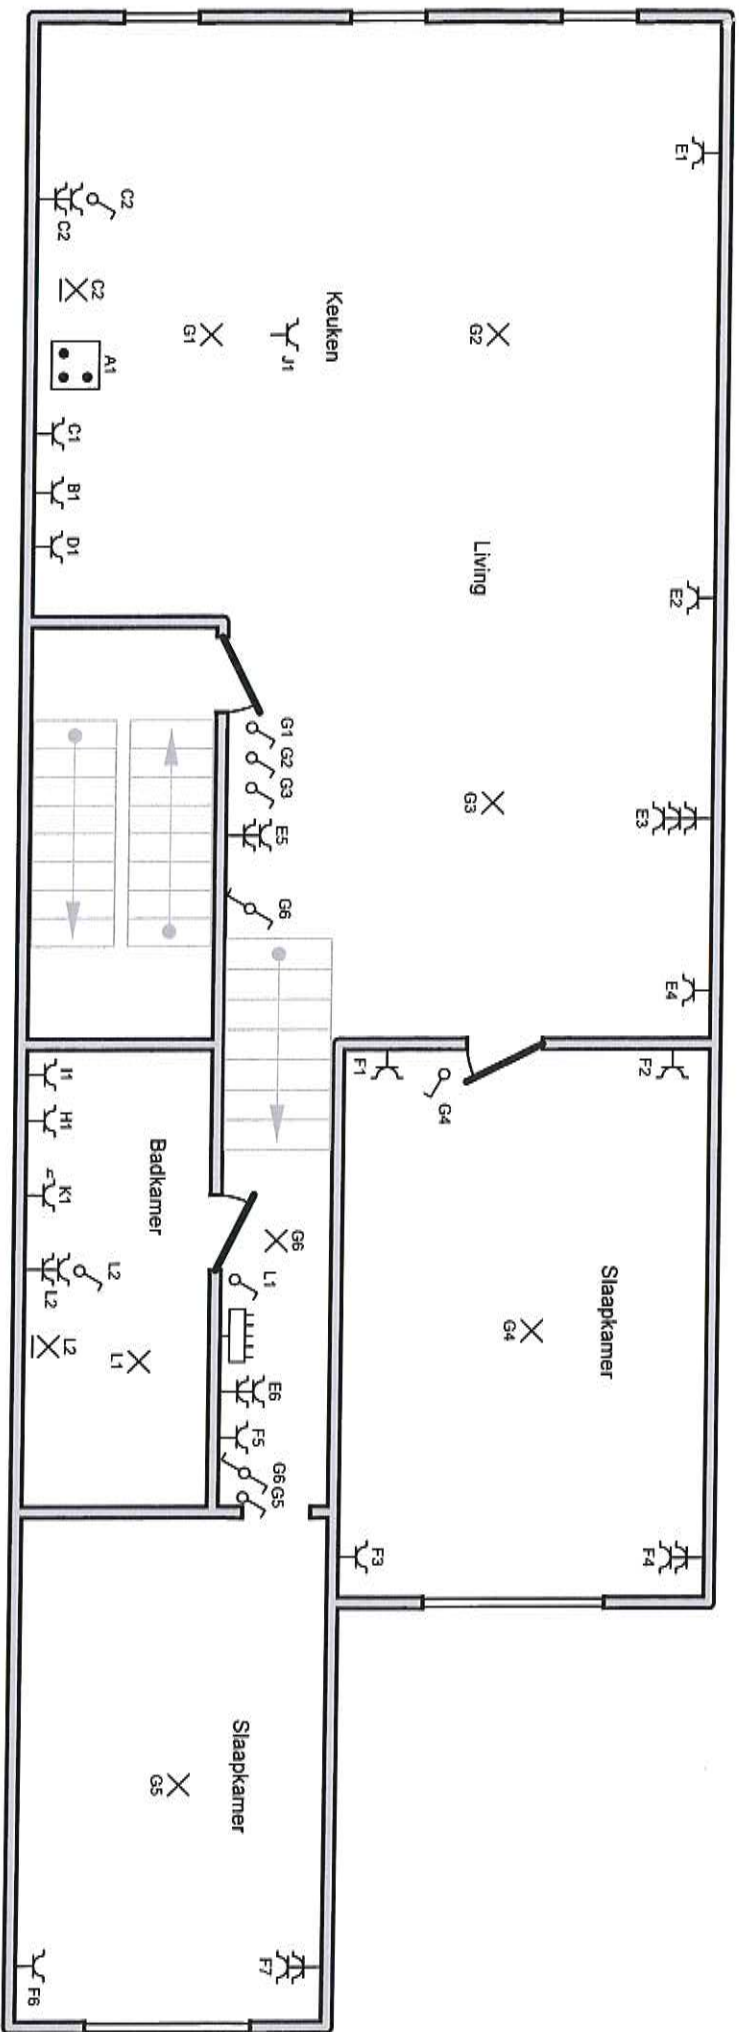 E1
E2
E3
E4
F2
F4
Slaapkamer
G2
Living
G3
G4
G4
F1
F3
Keuken
J1
G1
G1
G2
G3
E5
G6
G6
L1
E6
F5
G6
G5
F7
Slaapkamer
G5
Badkamer
L1
C2
C2
C2
A1
C1
B1
D1
I1
H1
K1
L2
L2
L2
F6